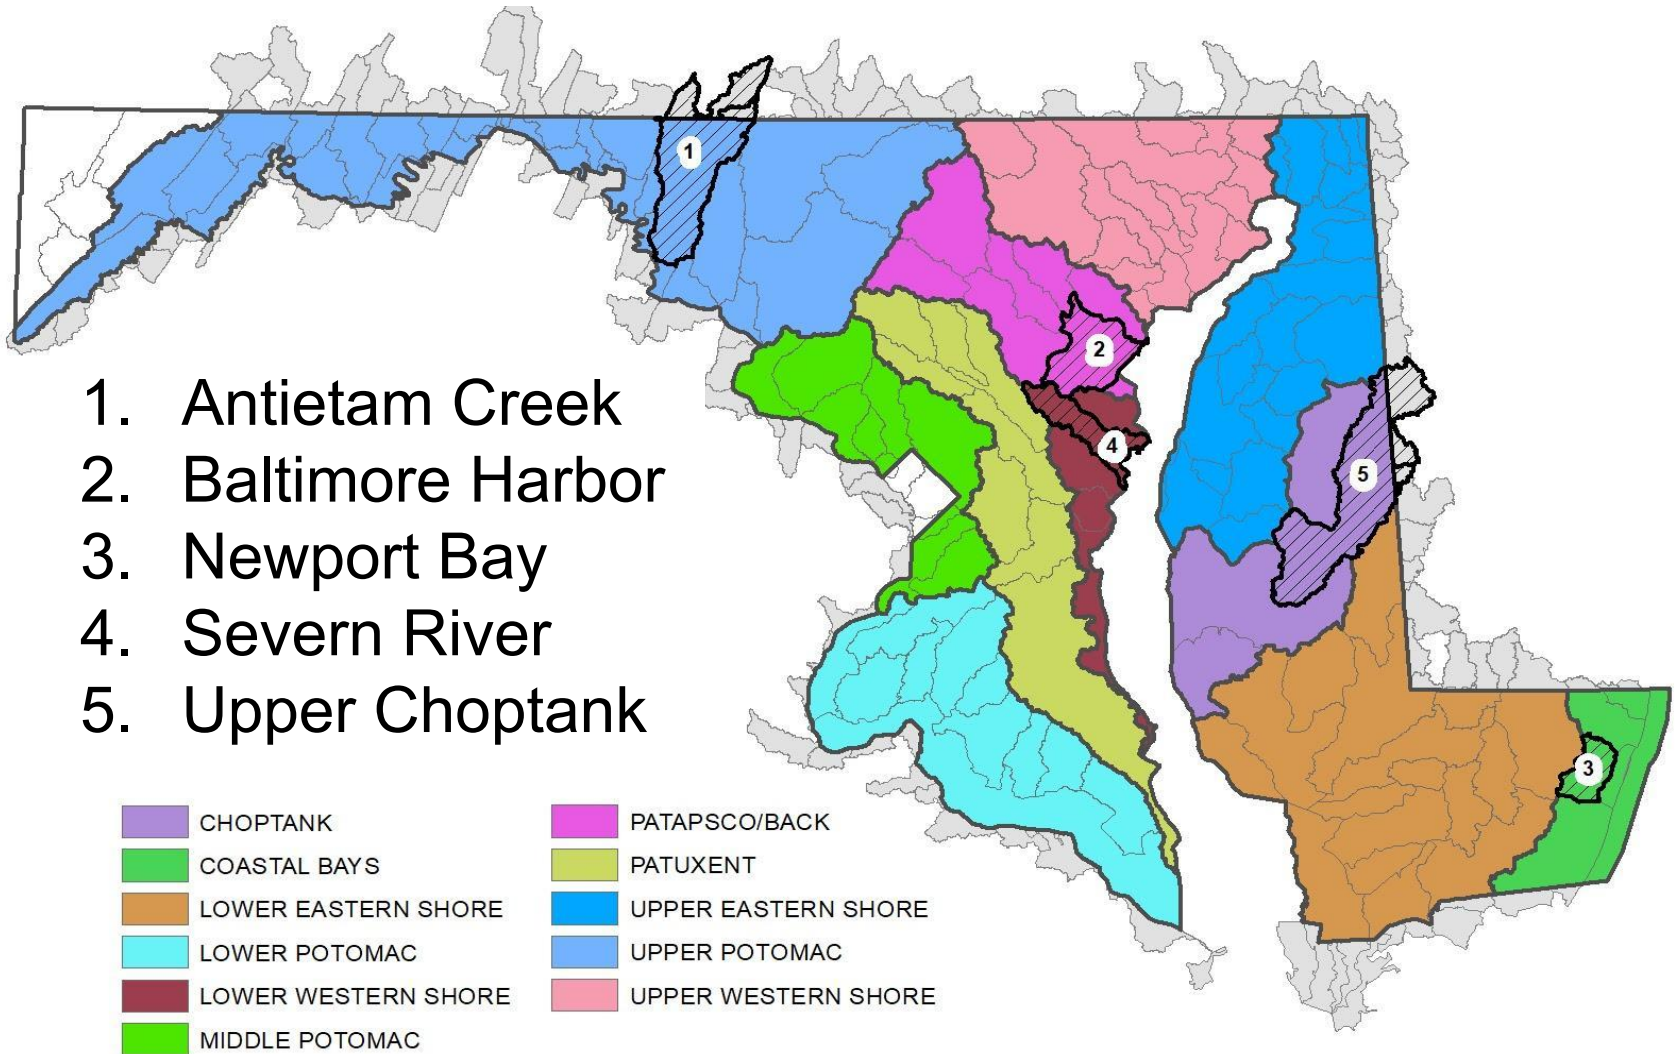 1
2
3
4
5
1. Antietam Creek
2. Baltimore Harbor
3. Newport Bay
4. Severn River
5. Upper Choptank
CHOPTANK
COASTAL BAYS
LOWER EASTERN SHORE
LOWER POTOMAC
LOWER WESTERN SHORE
MIDDLE POTOMAC
PATAPSCO/BACK
PATUXENT
UPPER EASTERN SHORE
UPPER POTOMAC
UPPER WESTERN SHORE